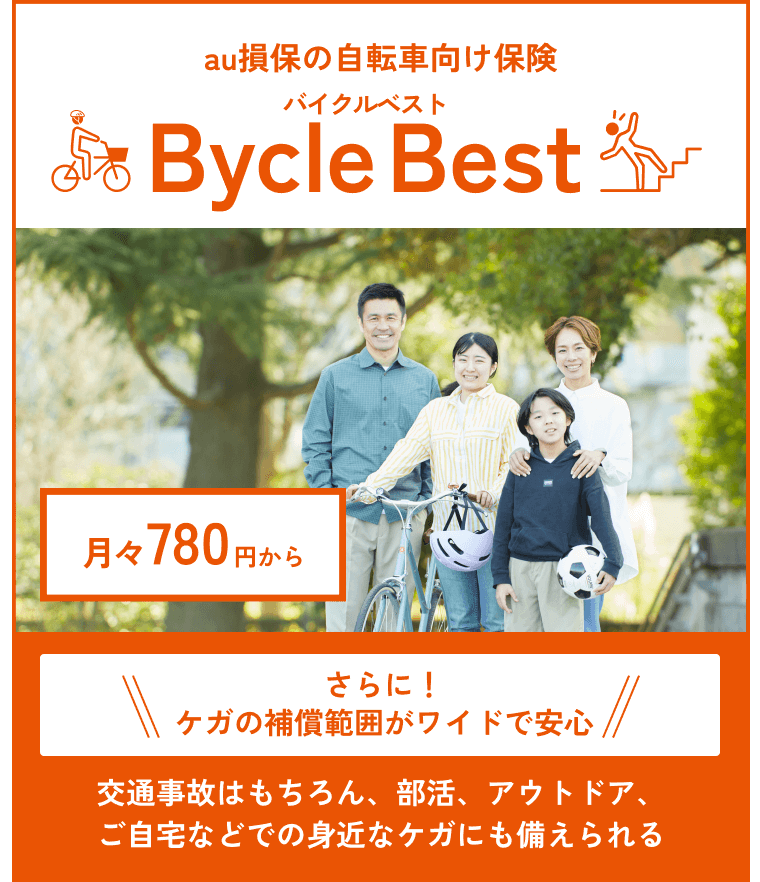 au損保の自転車向け保険
バイクルベスト
Bycle Best
月々780円から
さらに！
ケガの補償範囲がワイドで安心
交通事故はもちろん、部活、アウトドア、
ご自宅などでの身近なケガにも備えられる